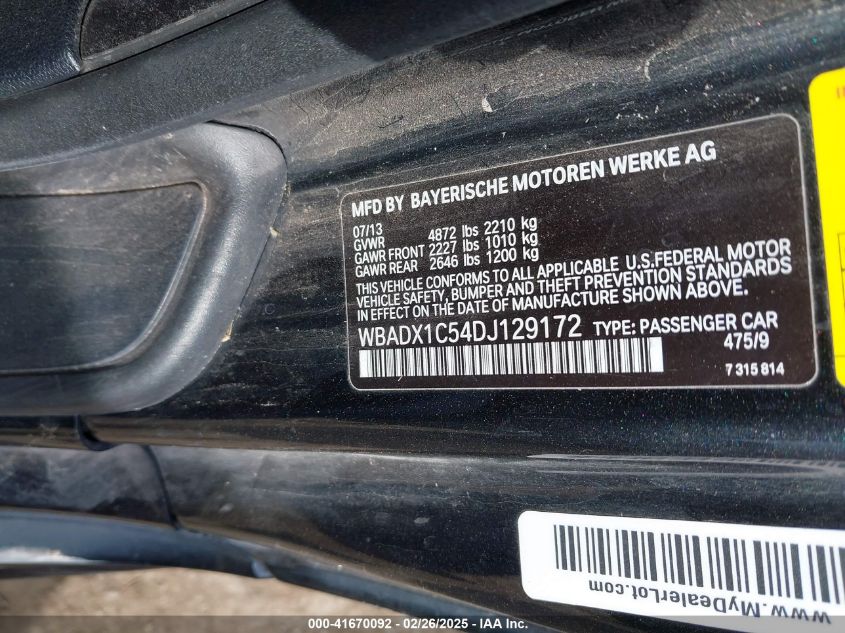 MFD BY BAYERISCHE MOTOREN WERKE AG
07/13
GVWR 4872 lbs 2210 kg
GAWR FRONT 2227 lbs 1010 kg
GAWR REAR 2646 lbs 1200 kg
THIS VEHICLE CONFORMS TO ALL APPLICABLE U.S.FEDERAL MOTOR
VEHICLE SAFETY, BUMPER AND THEFT PREVENTION STANDARDS
IN EFFECT ON THE DATE OF MANUFACTURE SHOWN ABOVE.
WBADX1C54DJ129172 TYPE: PASSENGER CAR
475/9
7 315 814
www.MyDealerLot.com
000-41670092 - 02/26/2025 - IAA Inc.